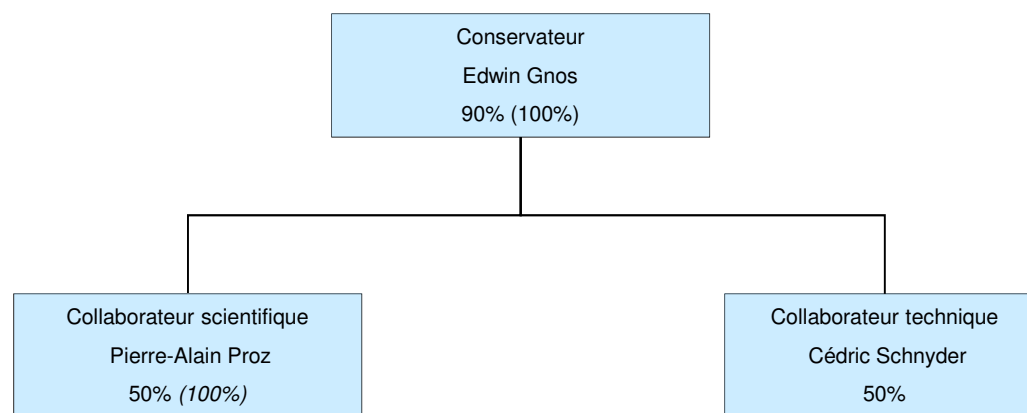 Conservateur
Edwin Gnos
90% (100%)
Collaborateur scientifique
Pierre-Alain Proz
50% (100%)
Collaborateur technique
Cédric Schnyder
50%